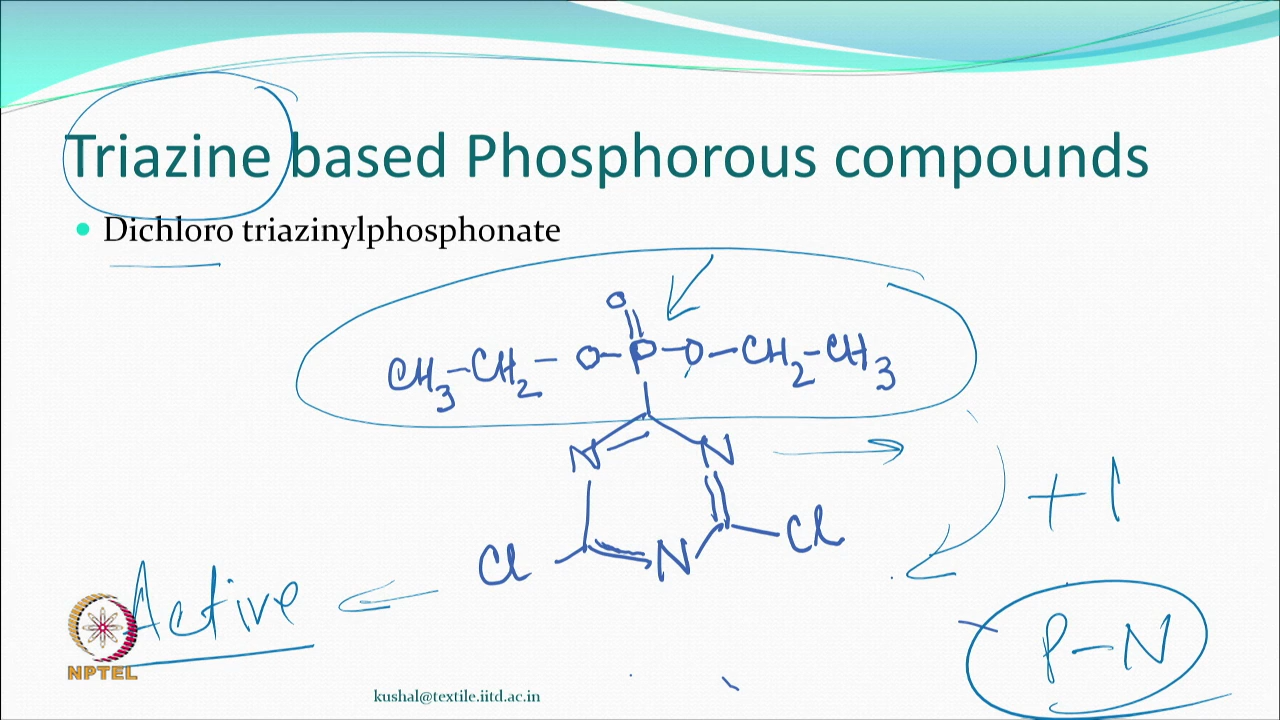 Triazine based Phosphorous compounds
Dichloro triazinylphosphonate
O
CH3-CH2-O-P-O-CH2-CH3
N N
Cl N Cl
+ 1
Active
P-N
NPTEL
kushal@textile.iitd.ac.in